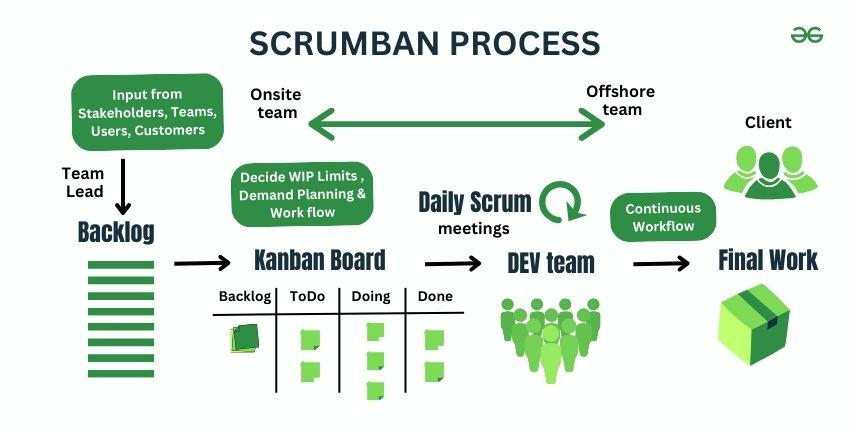 SCRUMBAN PROCESS
Input from
Stakeholders, Teams,
Users, Customers
Onsite
team
Offshore
team
Client
Team
Lead
Decide WIP Limits ,
Demand Planning &
Work flow
Daily Scrum
meetings
Continuous
Workflow
Backlog
Kanban Board
DEV team
Final Work
Backlog
ToDo
Doing
Done